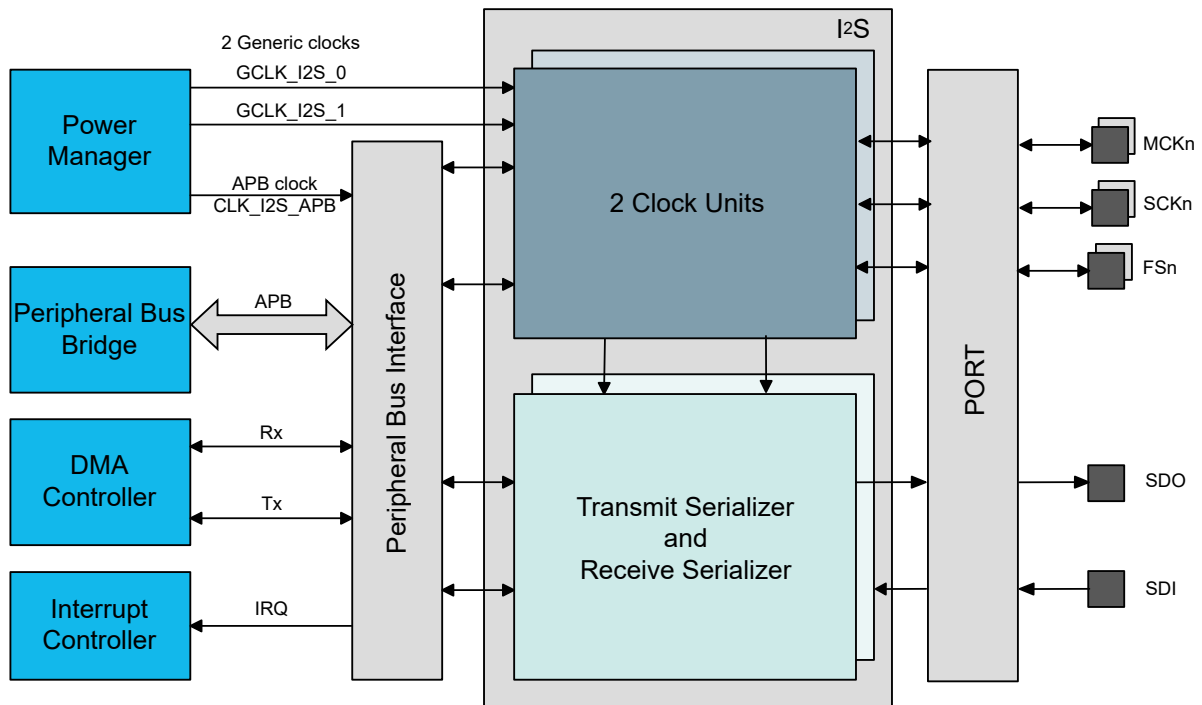 I2S
2 Generic clocks
GCLK_I2S_0
GCLK_I2S_1
Power
Manager
APB clock
CLK_I2S_APB
2 Clock Units
MCKn
SCKn
FSn
Peripheral Bus
Bridge
APB
Peripheral Bus Interface
PORT
DMA
Controller
Rx
Tx
Transmit Serializer
and
Receive Serializer
SDO
SDI
Interrupt
Controller
IRQ